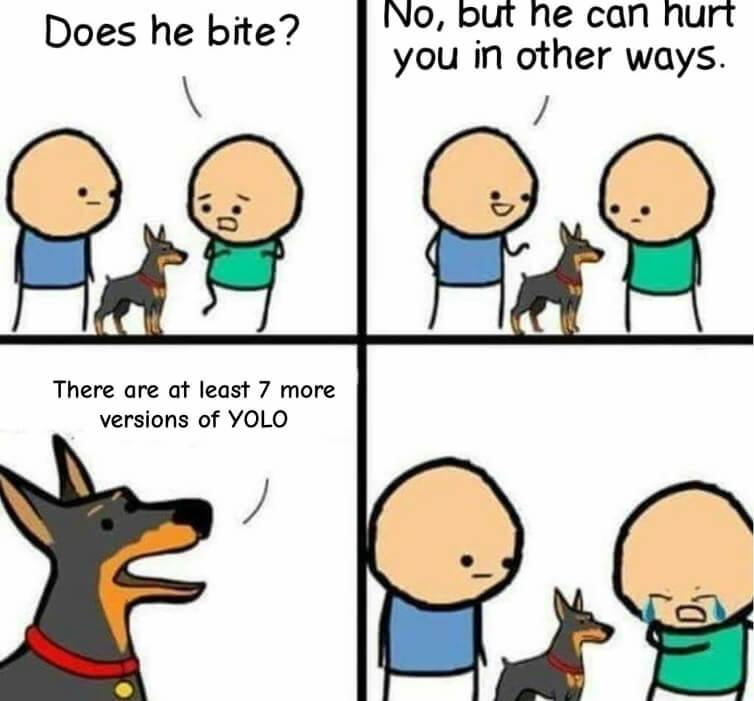 Does he bite?
No, but he can hurt
you in other ways.
There are at least 7 more
versions of YOLO